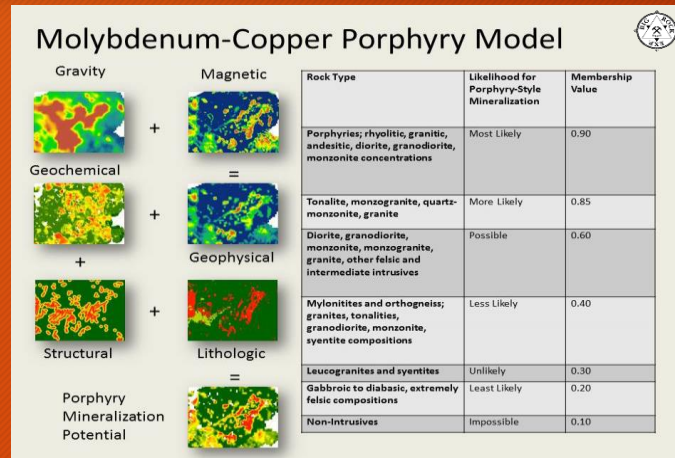 Molybdenum-Copper Porphyry Model
BIG ROCK
EXP
Gravity
Magnetic
+
=
Geochemical
+
Geophysical
+
+
Structural
Lithologic
=
Porphyry
Mineralization
Potential
Rock Type
Likelihood for
Porphyry-Style
Mineralization
Membership
Value
Porphyries; rhyolitic, granitic,
andesitic, diorite, granodiorite,
monzonite concentrations
Most Likely
0.90
Tonalite, monzogranite, quartz-
monzonite, granite
More Likely
0.85
Diorite, granodiorite,
monzonite, monzogranite,
granite, other felsic and
intermediate intrusives
Possible
0.60
Mylonitites and orthogneiss;
granites, tonalities,
granodiorite, monzonite,
syentite compositions
Less Likely
0.40
Leucogranites and syentites
Unlikely
0.30
Gabbroic to diabasic, extremely
felsic compositions
Least Likely
0.20
Non-Intrusives
Impossible
0.10